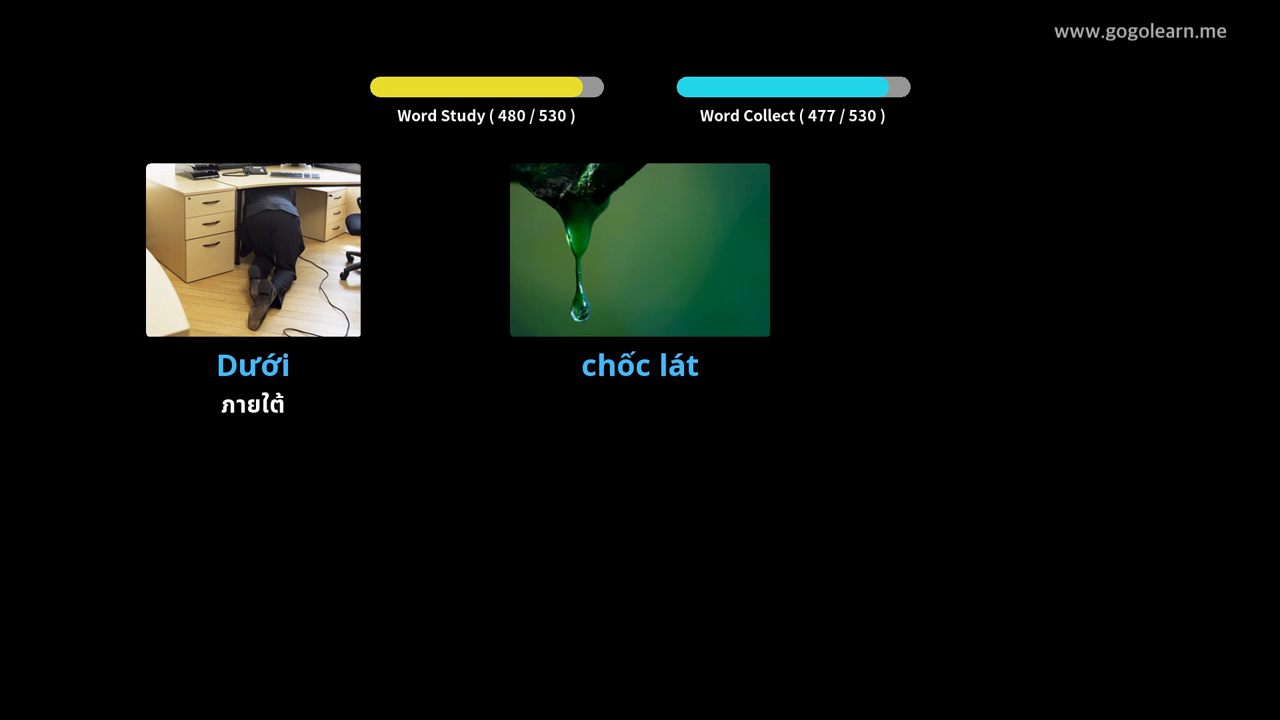 www.gogolearn.me
Word Study ( 480 / 530 )
Word Collect ( 477 / 530 )
Dưới
ภายใต้
chốc lát